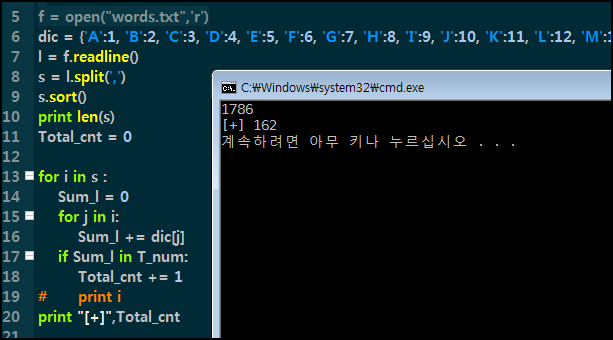 5 f = open("words.txt",'r')
6 dic = {'A':1, 'B':2, 'C':3, 'D':4, 'E':5, 'F':6, 'G':7, 'H':8, 'I':9, 'J':10, 'K':11, 'L':12, 'M':1
7 l = f.readline()
8 s = l.split(',')
9 s.sort()
10 print len(s)
11 Total_cnt = 0
12
13 for i in s :
14 Sum_l = 0
15 for j in i:
16 Sum_l += dic[j]
17 if Sum_l in T_num:
18 Total_cnt += 1
19 # print i
20 print "[+]",Total_cnt
21
C:₩Windows₩system32₩cmd.exe
1786
[+] 162
계속하려면 아무 키나 누르십시오 . . .